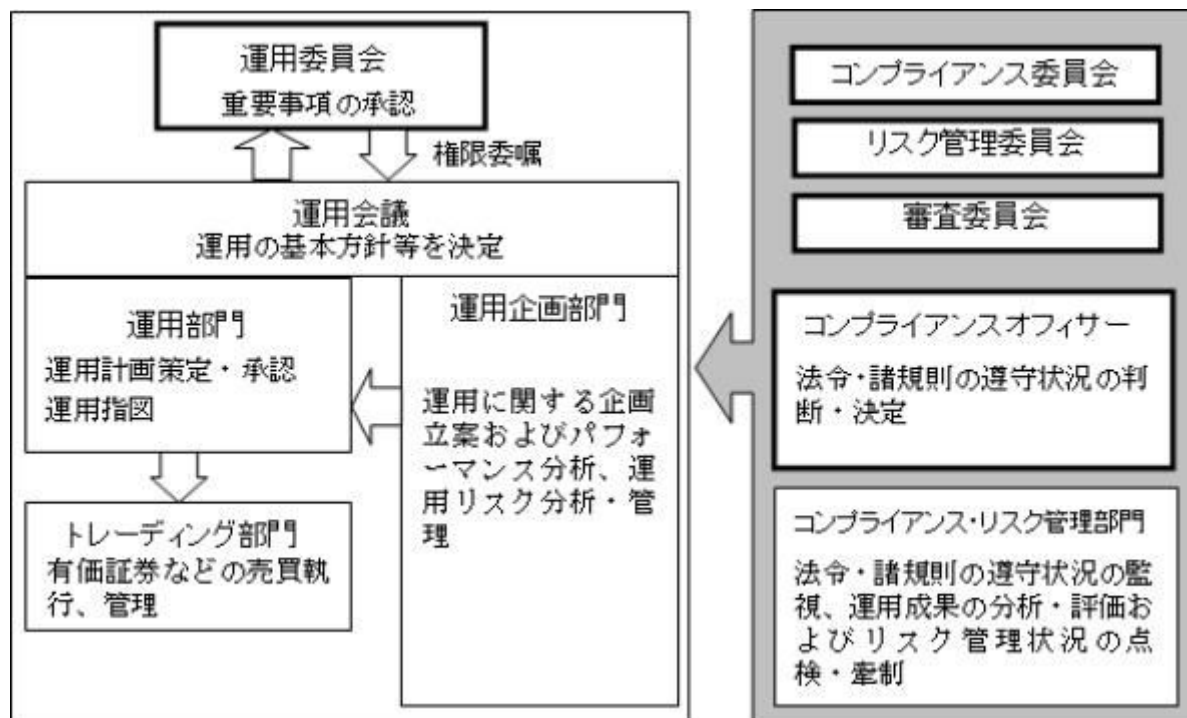 運用委員会
重要事項の承認
権限委嘱
運用会議
運用の基本方針等を決定
運用部門
運用計画策定・承認
運用指図
運用企画部門
運用に関する企画
立案およびパフォ
ーマンス分析、運
用リスク分析・管
理
トレーディング部門
有価証券などの売買執
行、管理
コンプライアンス委員会
リスク管理委員会
審査委員会
コンプライアンスオフィサー
法令・諸規則の遵守状況の判
断・決定
コンプライアンス・リスク管理部門
法令・諸規則の遵守状況の監
視、運用成果の分析・評価お
よびリスク管理状況の点
検・牽制